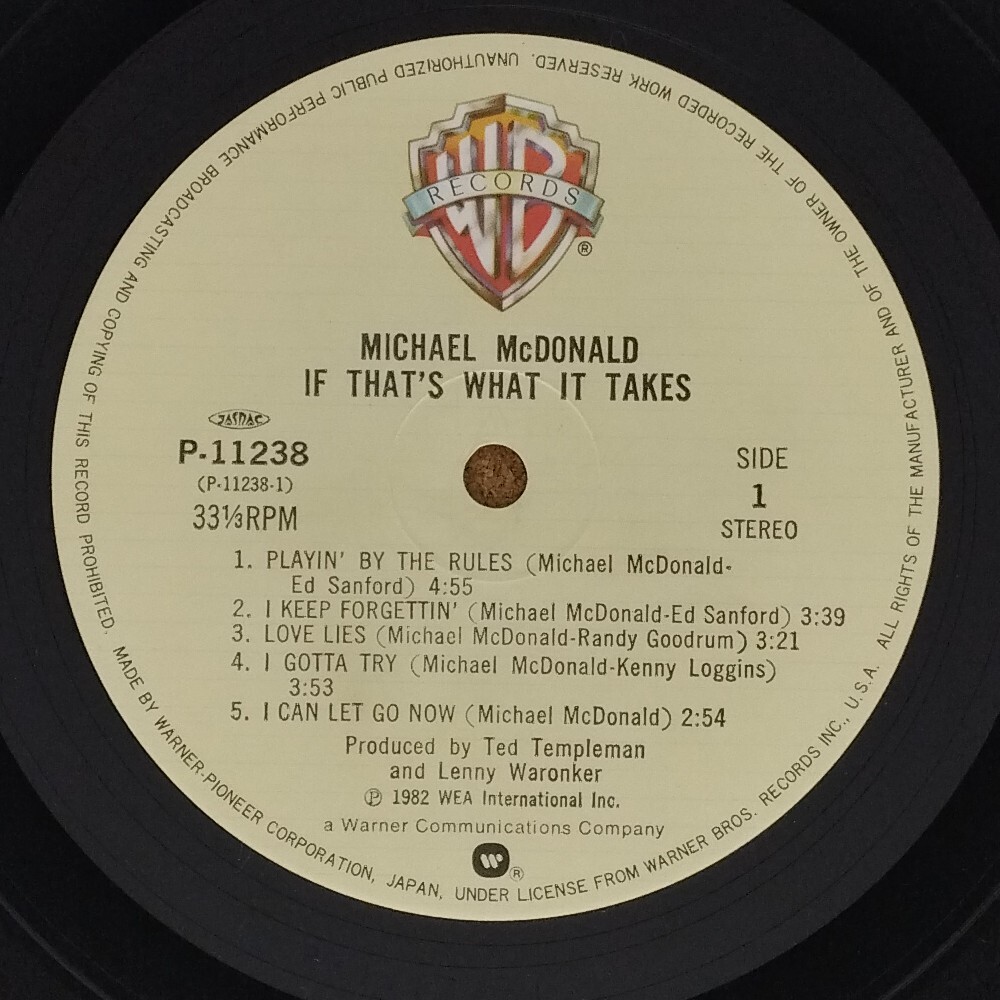 WB
RECORDS
®
MICHAEL McDONALD
IF THAT'S WHAT IT TAKES
JASRAC
P-11238
(P-11238-1)
33⅓RPM
SIDE
1
STEREO
1. PLAYIN' BY THE RULES (Michael McDonald-
Ed Sanford) 4:55
2. I KEEP FORGETTIN' (Michael McDonald-Ed Sanford) 3:39
3. LOVE LIES (Michael McDonald-Randy Goodrum) 3:21
4. I GOTTA TRY (Michael McDonald-Kenny Loggins)
3:53
5. I CAN LET GO NOW (Michael McDonald) 2:54
Produced by Ted Templeman
and Lenny Waronker
℗ 1982 WEA International Inc.
a Warner Communications Company
®
MADE BY WARNER-PIONEER CORPORATION, JAPAN, UNDER LICENSE FROM WARNER BROS. RECORDS INC., U.S.A. ALL RIGHTS OF THE MANUFACTURER AND OF THE OWNER OF THE RECORDED WORK RESERVED. UNAUTHORIZED PUBLIC PERFORMANCE BROADCASTING AND COPYING OF THIS RECORD PROHIBITED.